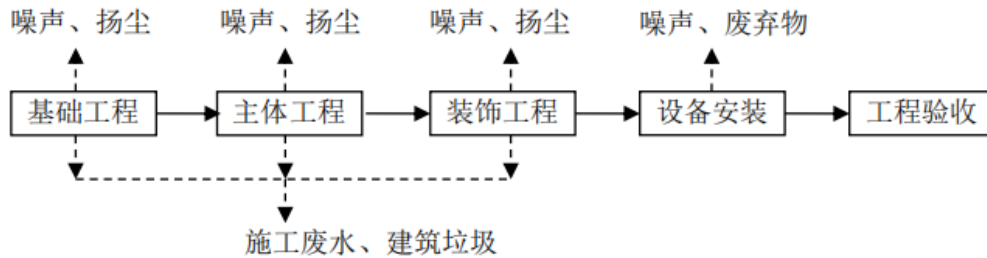 噪声、扬尘 噪声、扬尘 噪声、扬尘 噪声、废弃物
基础工程 主体工程 装饰工程 设备安装 工程验收
施工废水、建筑垃圾